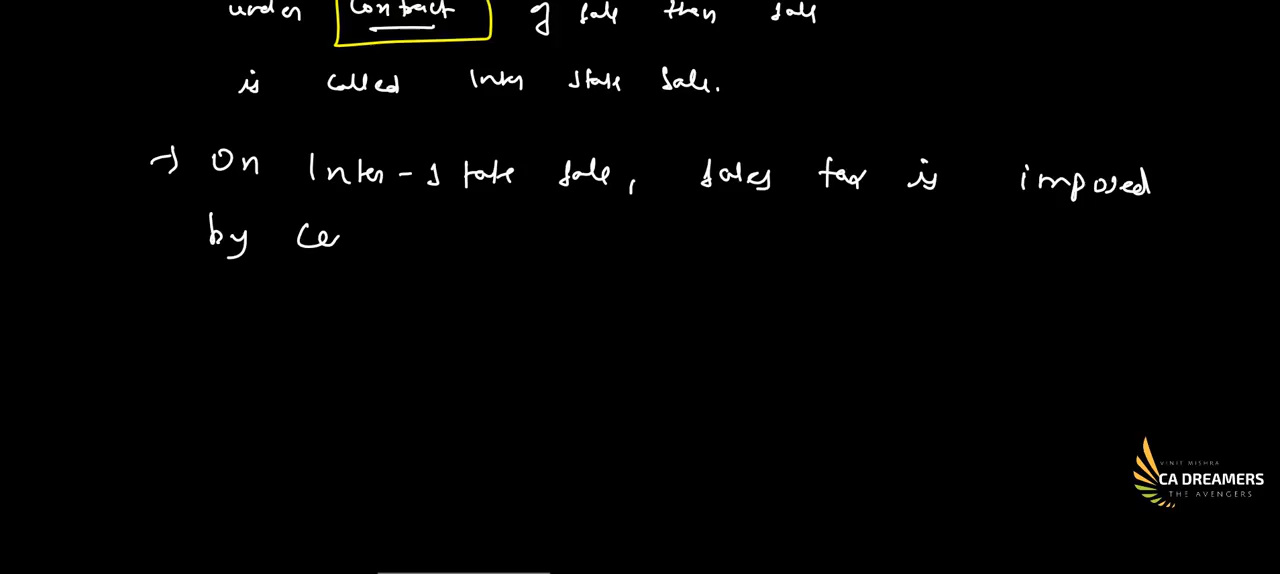 under contract of sale then sale
is called Inter state sale.
→ On Inter-state sale, sales tax is imposed
by Ce
VINIT MISHRA
CA DREAMERS
THE AVENGERS